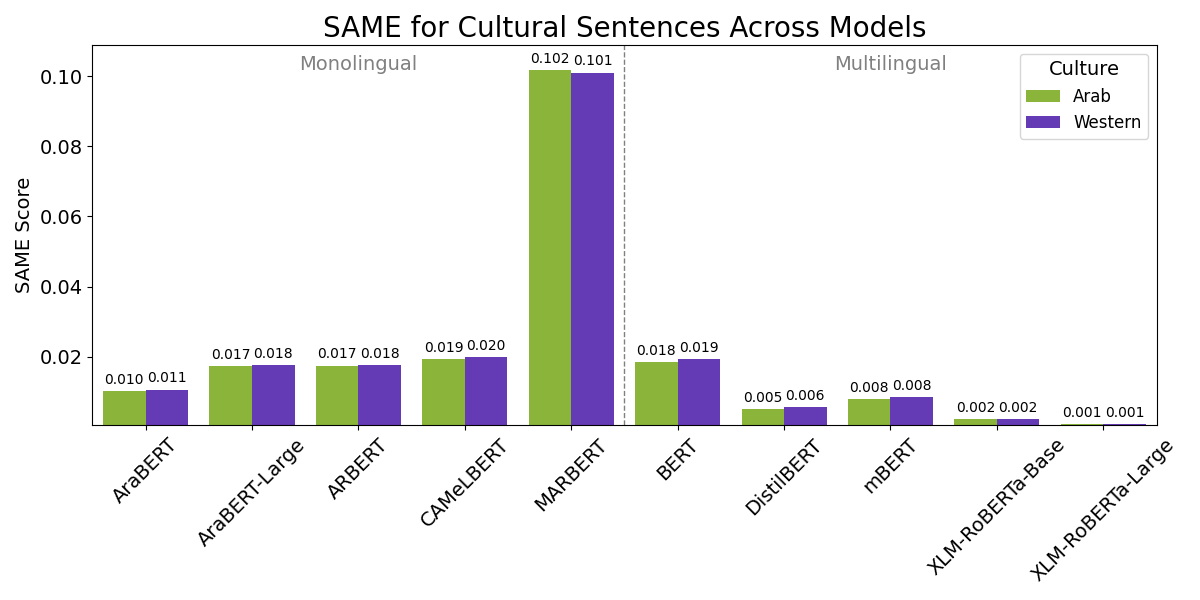 SAME for Cultural Sentences Across Models
Monolingual
Multilingual
Culture
Arab
Western
SAME Score
0.10
0.08
0.06
0.04
0.02
0.010 0.011
0.017 0.018
0.017 0.018
0.019 0.020
0.102 0.101
0.018 0.019
0.005 0.006
0.008 0.008
0.002 0.002
0.001 0.001
AraBERT
AraBERT-Large
ARBERT
CAMeLBERT
MARBERT
BERT
DistilBERT
mBERT
XLM-RoBERTa-Base
XLM-RoBERTa-Large